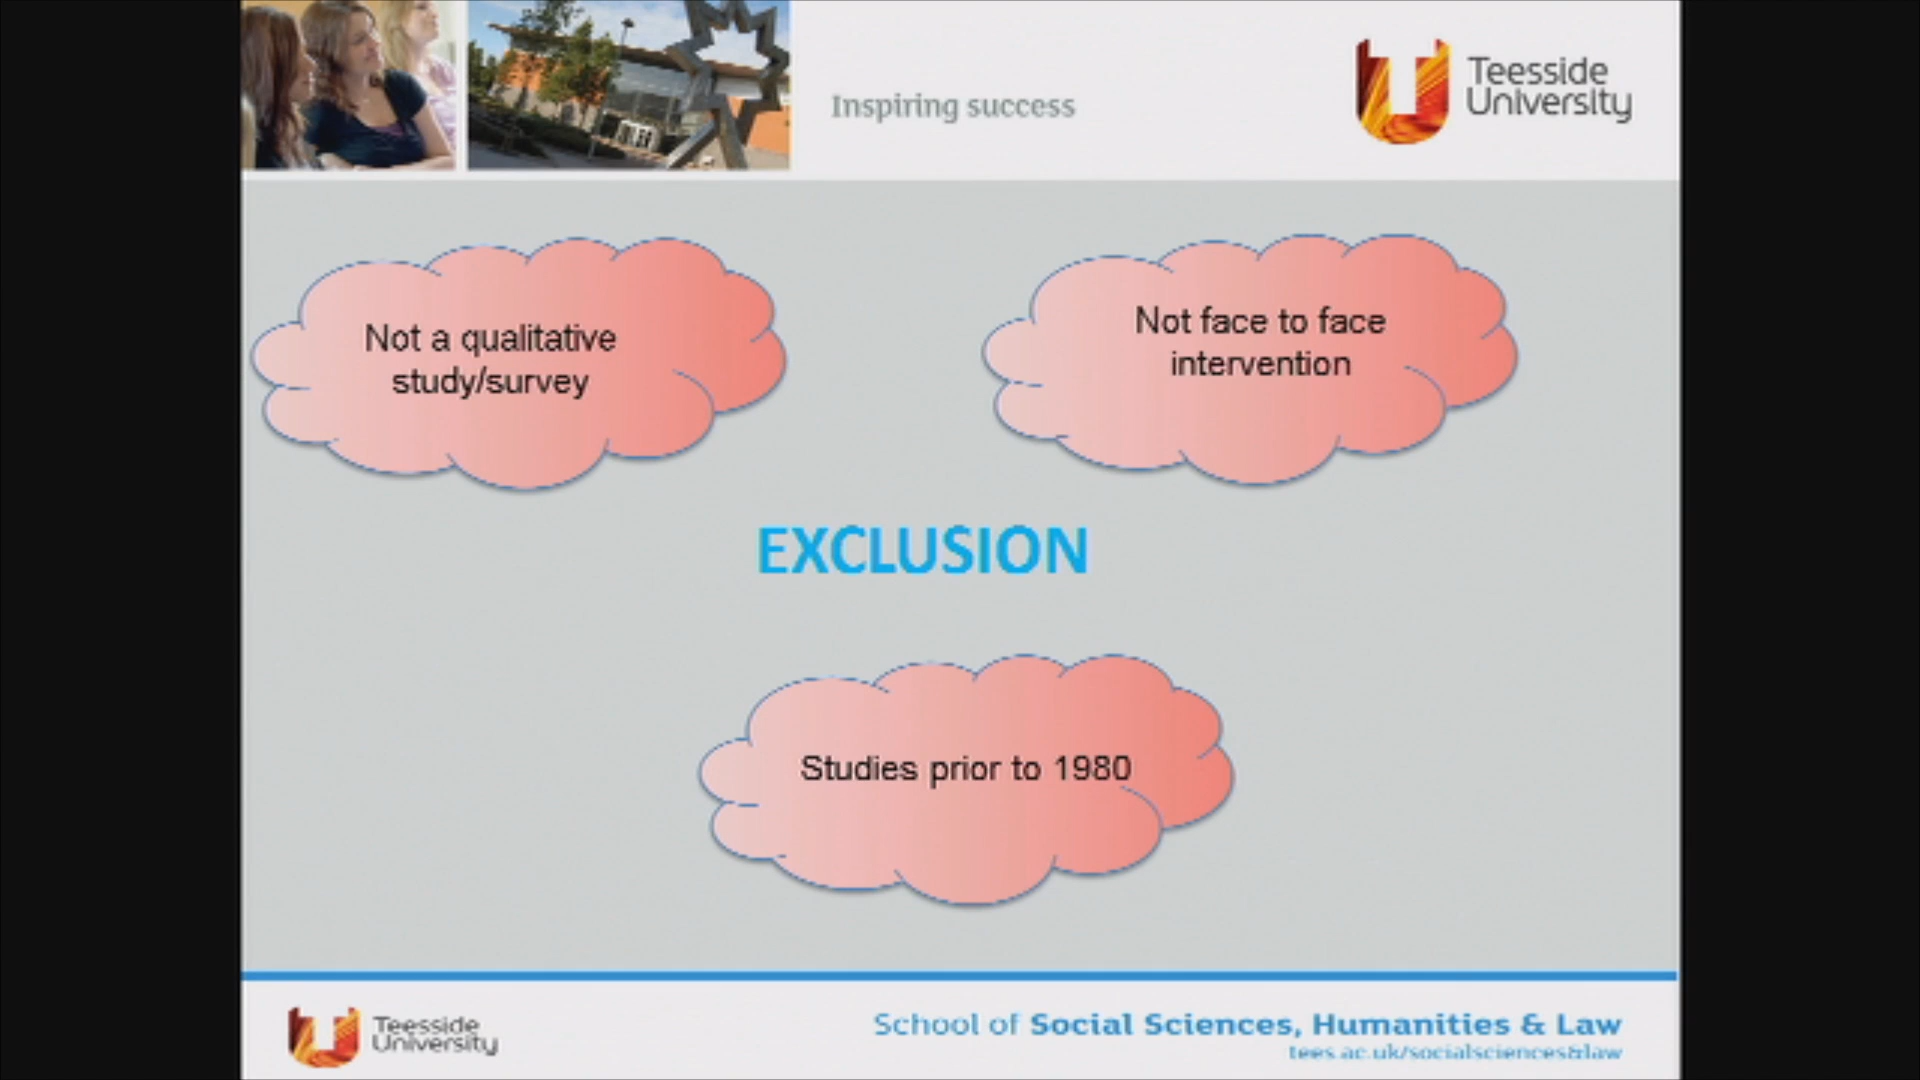 Inspiring success
Teesside
University
Not a qualitative
study/survey
Not face to face
intervention
EXCLUSION
Studies prior to 1980
Teesside
University
School of Social Sciences, Humanities & Law
tees.ac.uk/socialsciences&law